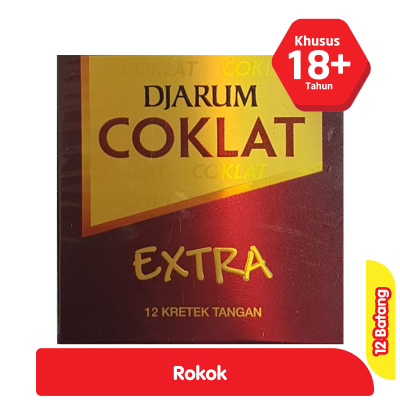 Khusus
18+
Tahun
COKLAT COKLAT
DJARUM
COKLAT
COKLAT COKLAT
EXTRA
12 KRETEK TANGAN
12 Batang
Rokok